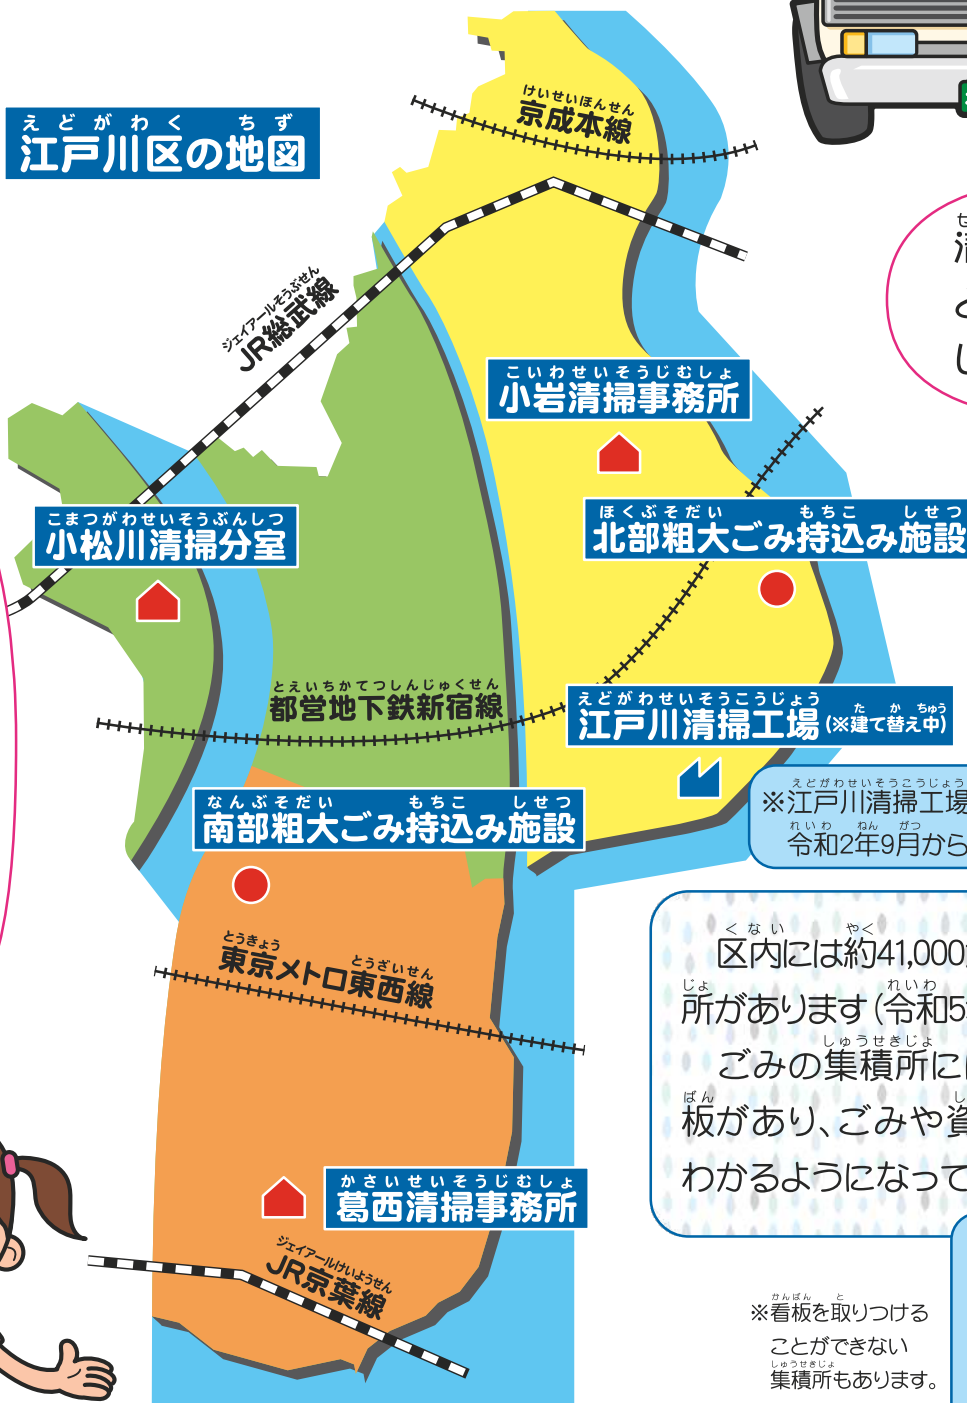 江戸川区の地図
えどがわく ちず
京成本線
けいせいほんせん
JR総武線
ジェイアールそうぶせん
小岩清掃事務所
こいわせいそうじむしょ
小松川清掃分室
こまつがわせいそうぶんしつ
北部粗大ごみ持込み施設
ほくぶそだい もちこ しせつ
都営地下鉄新宿線
とえいちかてつしんじゅくせん
江戸川清掃工場(※建て替え中)
えどがわせいそうこうじょう た か ちゅう
※江戸川清掃工場
えどがわせいそうこうじょう
令和2年9月から
れいわ ねん がつ
南部粗大ごみ持込み施設
なんぶそだい もちこ しせつ
東京メトロ東西線
とうきょう とうざいせん
区内には約41,000
くない やく
所があります(令和5
じょ れいわ
ごみの集積所に
しゅうせきじょ
板があり、ごみや資
ばん し
わかるようになって
葛西清掃事務所
かさいせいそうじむしょ
JR京葉線
ジェイアールけいようせん
※看板を取りつける
かんばん と
ことができない
集積所もあります。
しゅうせきじょ